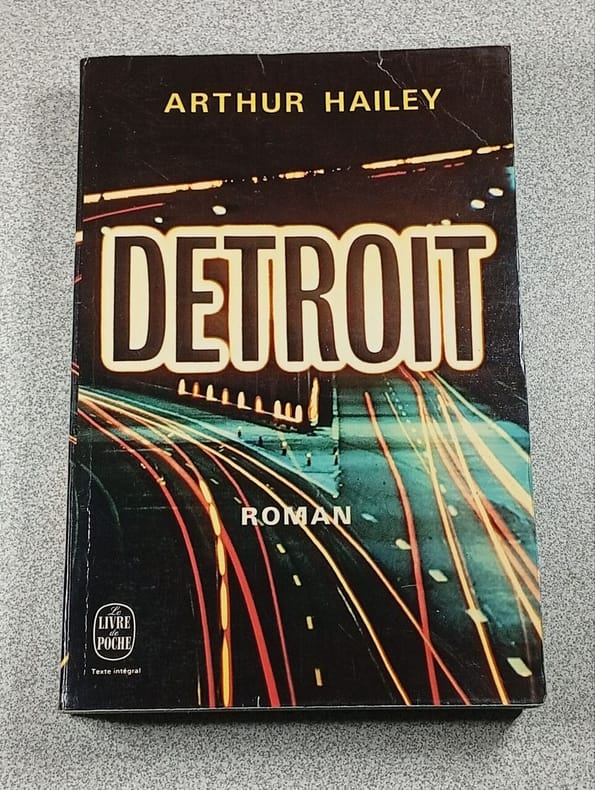 ARTHUR HAILEY
DETROIT
ROMAN
Le
LIVRE
de
POCHE
Texte intégral